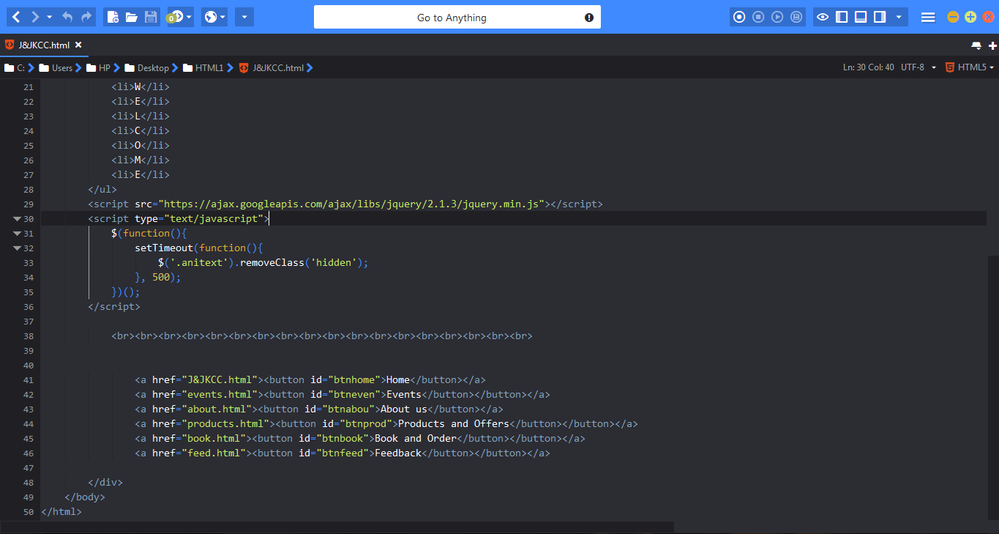 Go to Anything
0
J&JKCC.html
C: Users HP Desktop HTML1 J&JKCC.html Ln: 30 Col: 40 UTF-8 HTML5
21 <li>W</li>
22 <li>E</li>
23 <li>L</li>
24 <li>C</li>
25 <li>O</li>
26 <li>M</li>
27 <li>E</li>
28 </ul>
29 <script src="https://ajax.googleapis.com/ajax/libs/jquery/2.1.3/jquery.min.js"></script>
30 <script type="text/javascript">
31 $(function(){
32 setTimeout(function(){
33 $('.anitext').removeClass('hidden');
34 }, 500);
35 })();
36 </script>
37
38 <br><br><br><br><br><br><br><br><br><br><br><br><br><br><br><br><br><br>
39
40
41 <a href="J&JKCC.html"><button id="btnhome">Home</button></a>
42 <a href="events.html"><button id="btneven">Events</button></button></a>
43 <a href="about.html"><button id="btnabou">About us</button></a>
44 <a href="products.html"><button id="btnprod">Products and Offers</button></button></a>
45 <a href="book.html"><button id="btnbook">Book and Order</button></button></a>
46 <a href="feed.html"><button id="btnfeed">Feedback</button></button></a>
47
48 </div>
49 </body>
50 </html>